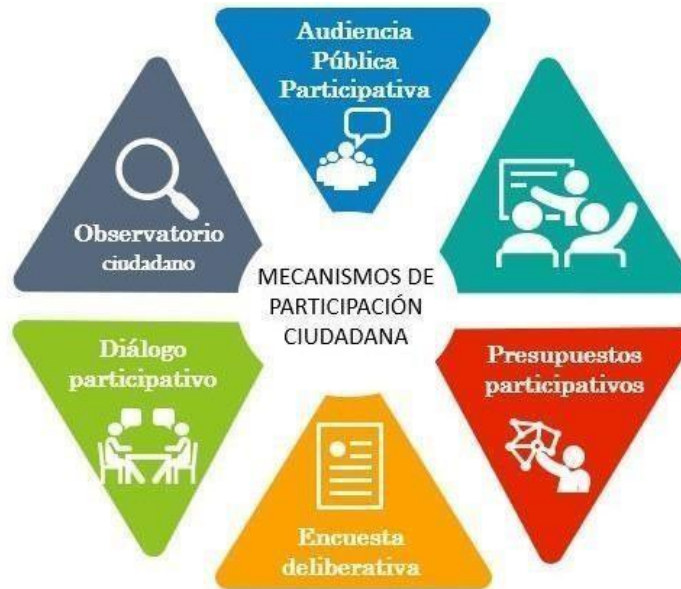 Audiencia
Pública
Participativa
Observatorio
ciudadano
MECANISMOS DE
PARTICIPACIÓN
CIUDADANA
Diálogo
participativo
Presupuestos
participativos
Encuesta
deliberativa